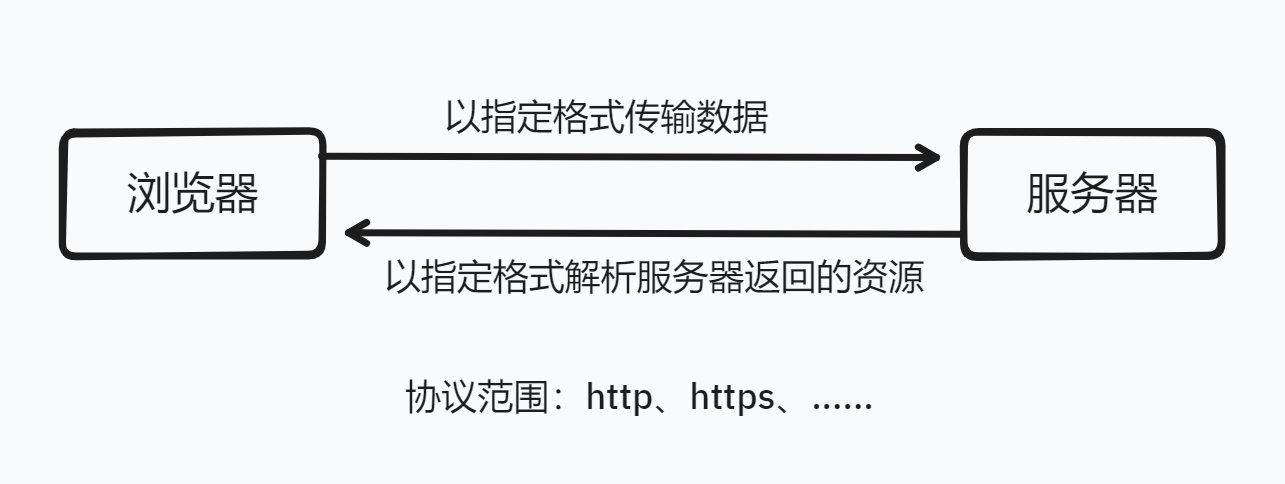 以指定格式传输数据
浏览器
服务器
以指定格式解析服务器返回的资源
协议范围：http、https、......